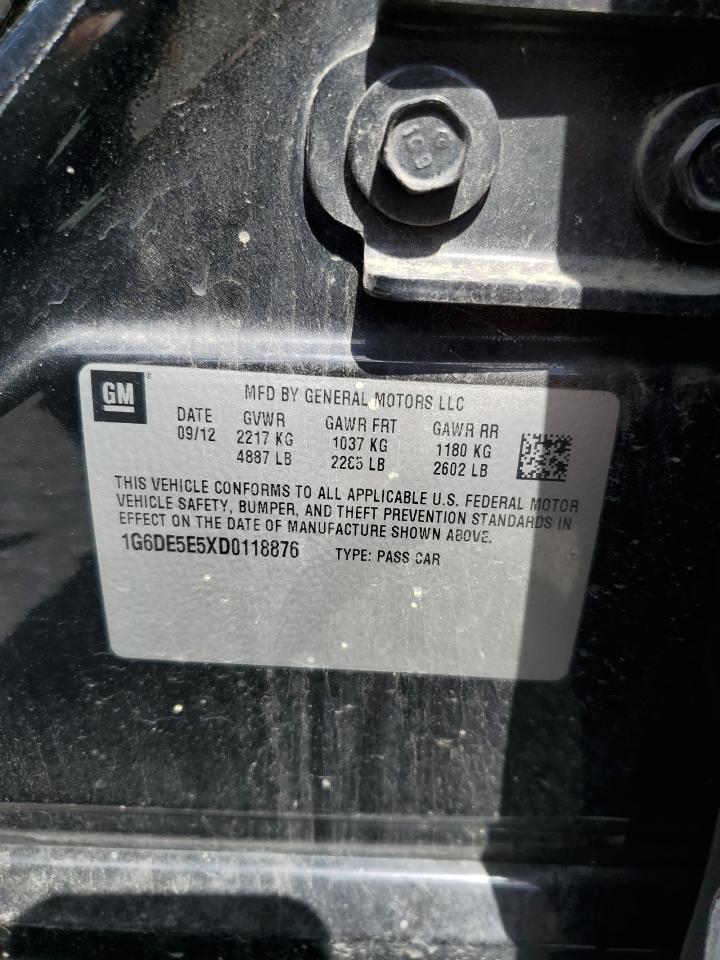 10.9
GM
MFD BY GENERAL MOTORS LLC
DATE GVWR GAWR FRT GAWR RR
09/12 2217 KG 1037 KG 1180 KG
4887 LB 2285 LB 2602 LB
THIS VEHICLE CONFORMS TO ALL APPLICABLE U.S. FEDERAL MOTOR
VEHICLE SAFETY, BUMPER, AND THEFT PREVENTION STANDARDS IN
EFFECT ON THE DATE OF MANUFACTURE SHOWN ABOVE.
1G6DE5E5XD0118876 TYPE: PASS CAR